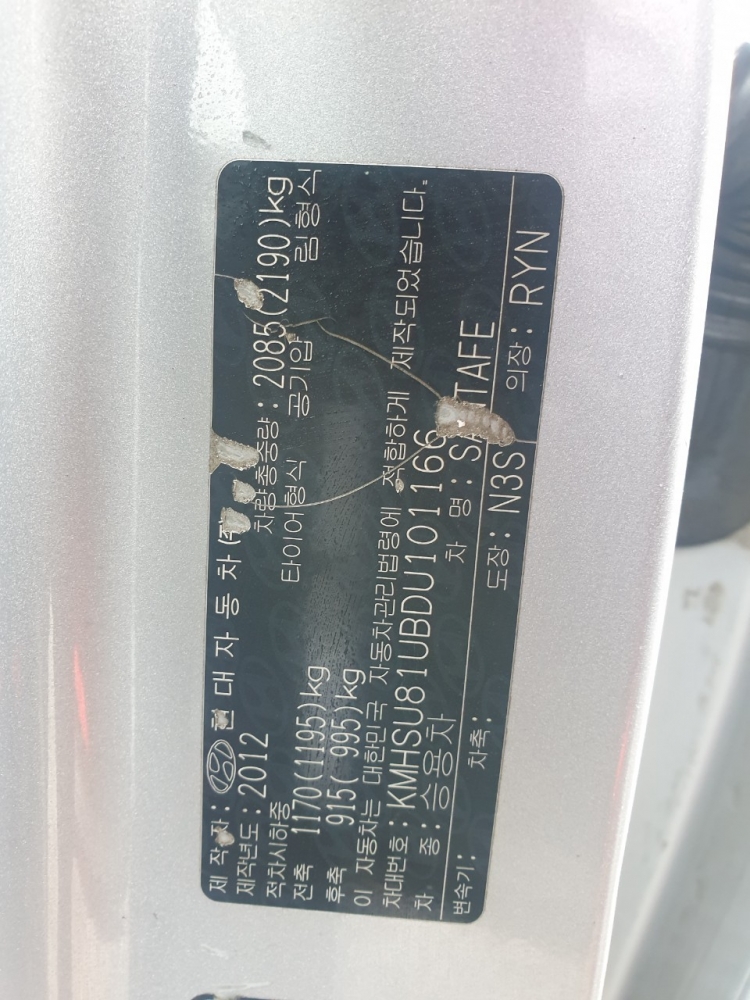 제 작 자 : 현 대 자 동 차 (주)
제작년도 : 2012 차량총중량 : 2085(2190)kg
적차시하중 타이어형식 공기압 림형식
전축 1170(1195)kg
후축 915( 995)kg
이 자동차는 대한민국 자동차관리법령에 적합하게 제작되었습니다.
차대번호 : KMHSU81UBDU101166
차 종 : 승용차 차 명 : SANTAFE
변속기 : 차축 : 도장 : N3S 의장 : RYN